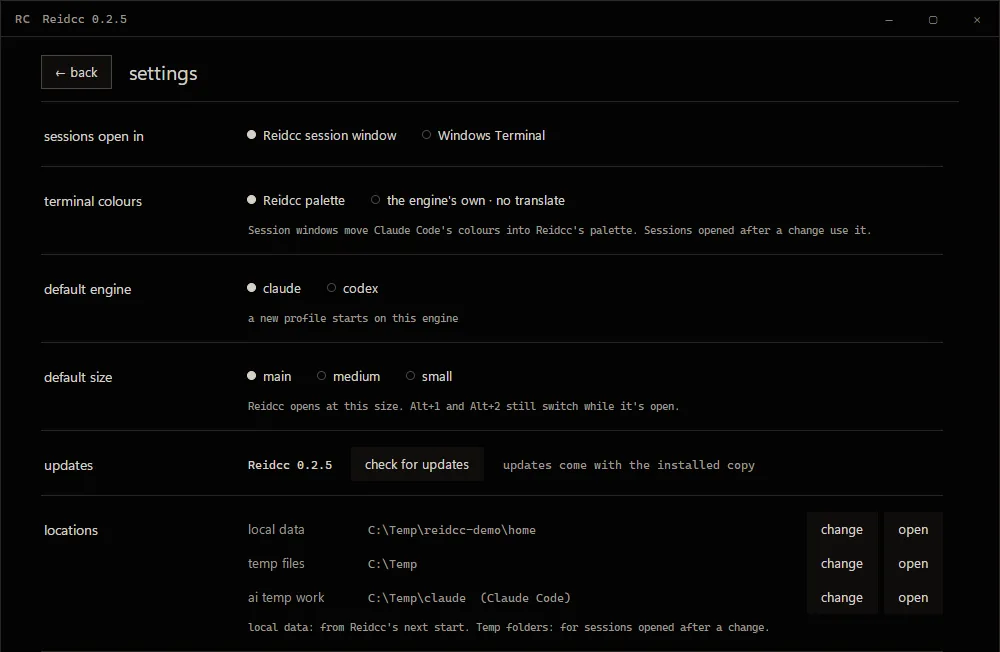 RC Reidcc 0.2.5
← back settings
sessions open in Reidcc session window Windows Terminal
terminal colours Reidcc palette the engine's own · no translate
Session windows move Claude Code's colours into Reidcc's palette. Sessions opened after a change use it.
default engine claude codex
a new profile starts on this engine
default size main medium small
Reidcc opens at this size. Alt+1 and Alt+2 still switch while it's open.
updates Reidcc 0.2.5 check for updates updates come with the installed copy
locations local data C:\Temp\reidcc-demo\home change open
temp files C:\Temp change open
ai temp work C:\Temp\claude (Claude Code) change open
local data: from Reidcc's next start. Temp folders: for sessions opened after a change.